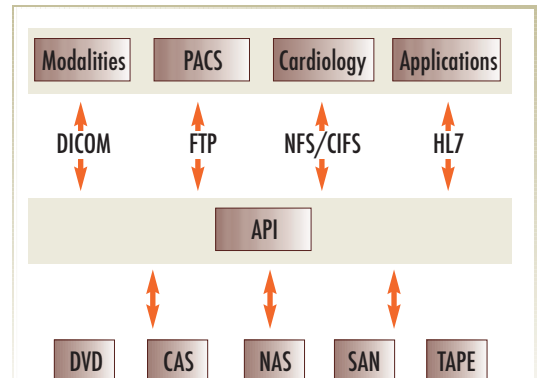 Modalities PACS Cardiology Applications
DICOM FTP NFS/CIFS HL7
API
DVD CAS NAS SAN TAPE